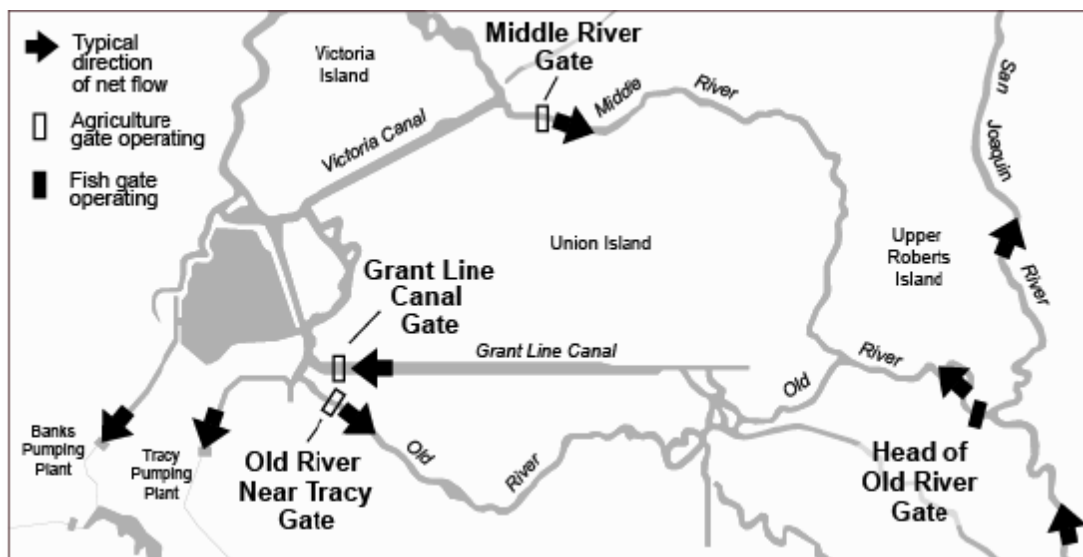 Typical
direction
of net flow
Agriculture
gate operating
Fish gate
operating
Victoria
Island
Middle River
Gate
Middle
River
San
Joaquin
River
Victoria Canal
Union Island
Upper
Roberts
Island
Grant Line
Canal
Gate
Grant Line Canal
River
Old
Banks
Pumping
Plant
Tracy
Pumping
Plant
Old River
Near Tracy
Gate
Old
River
Head of
Old River
Gate